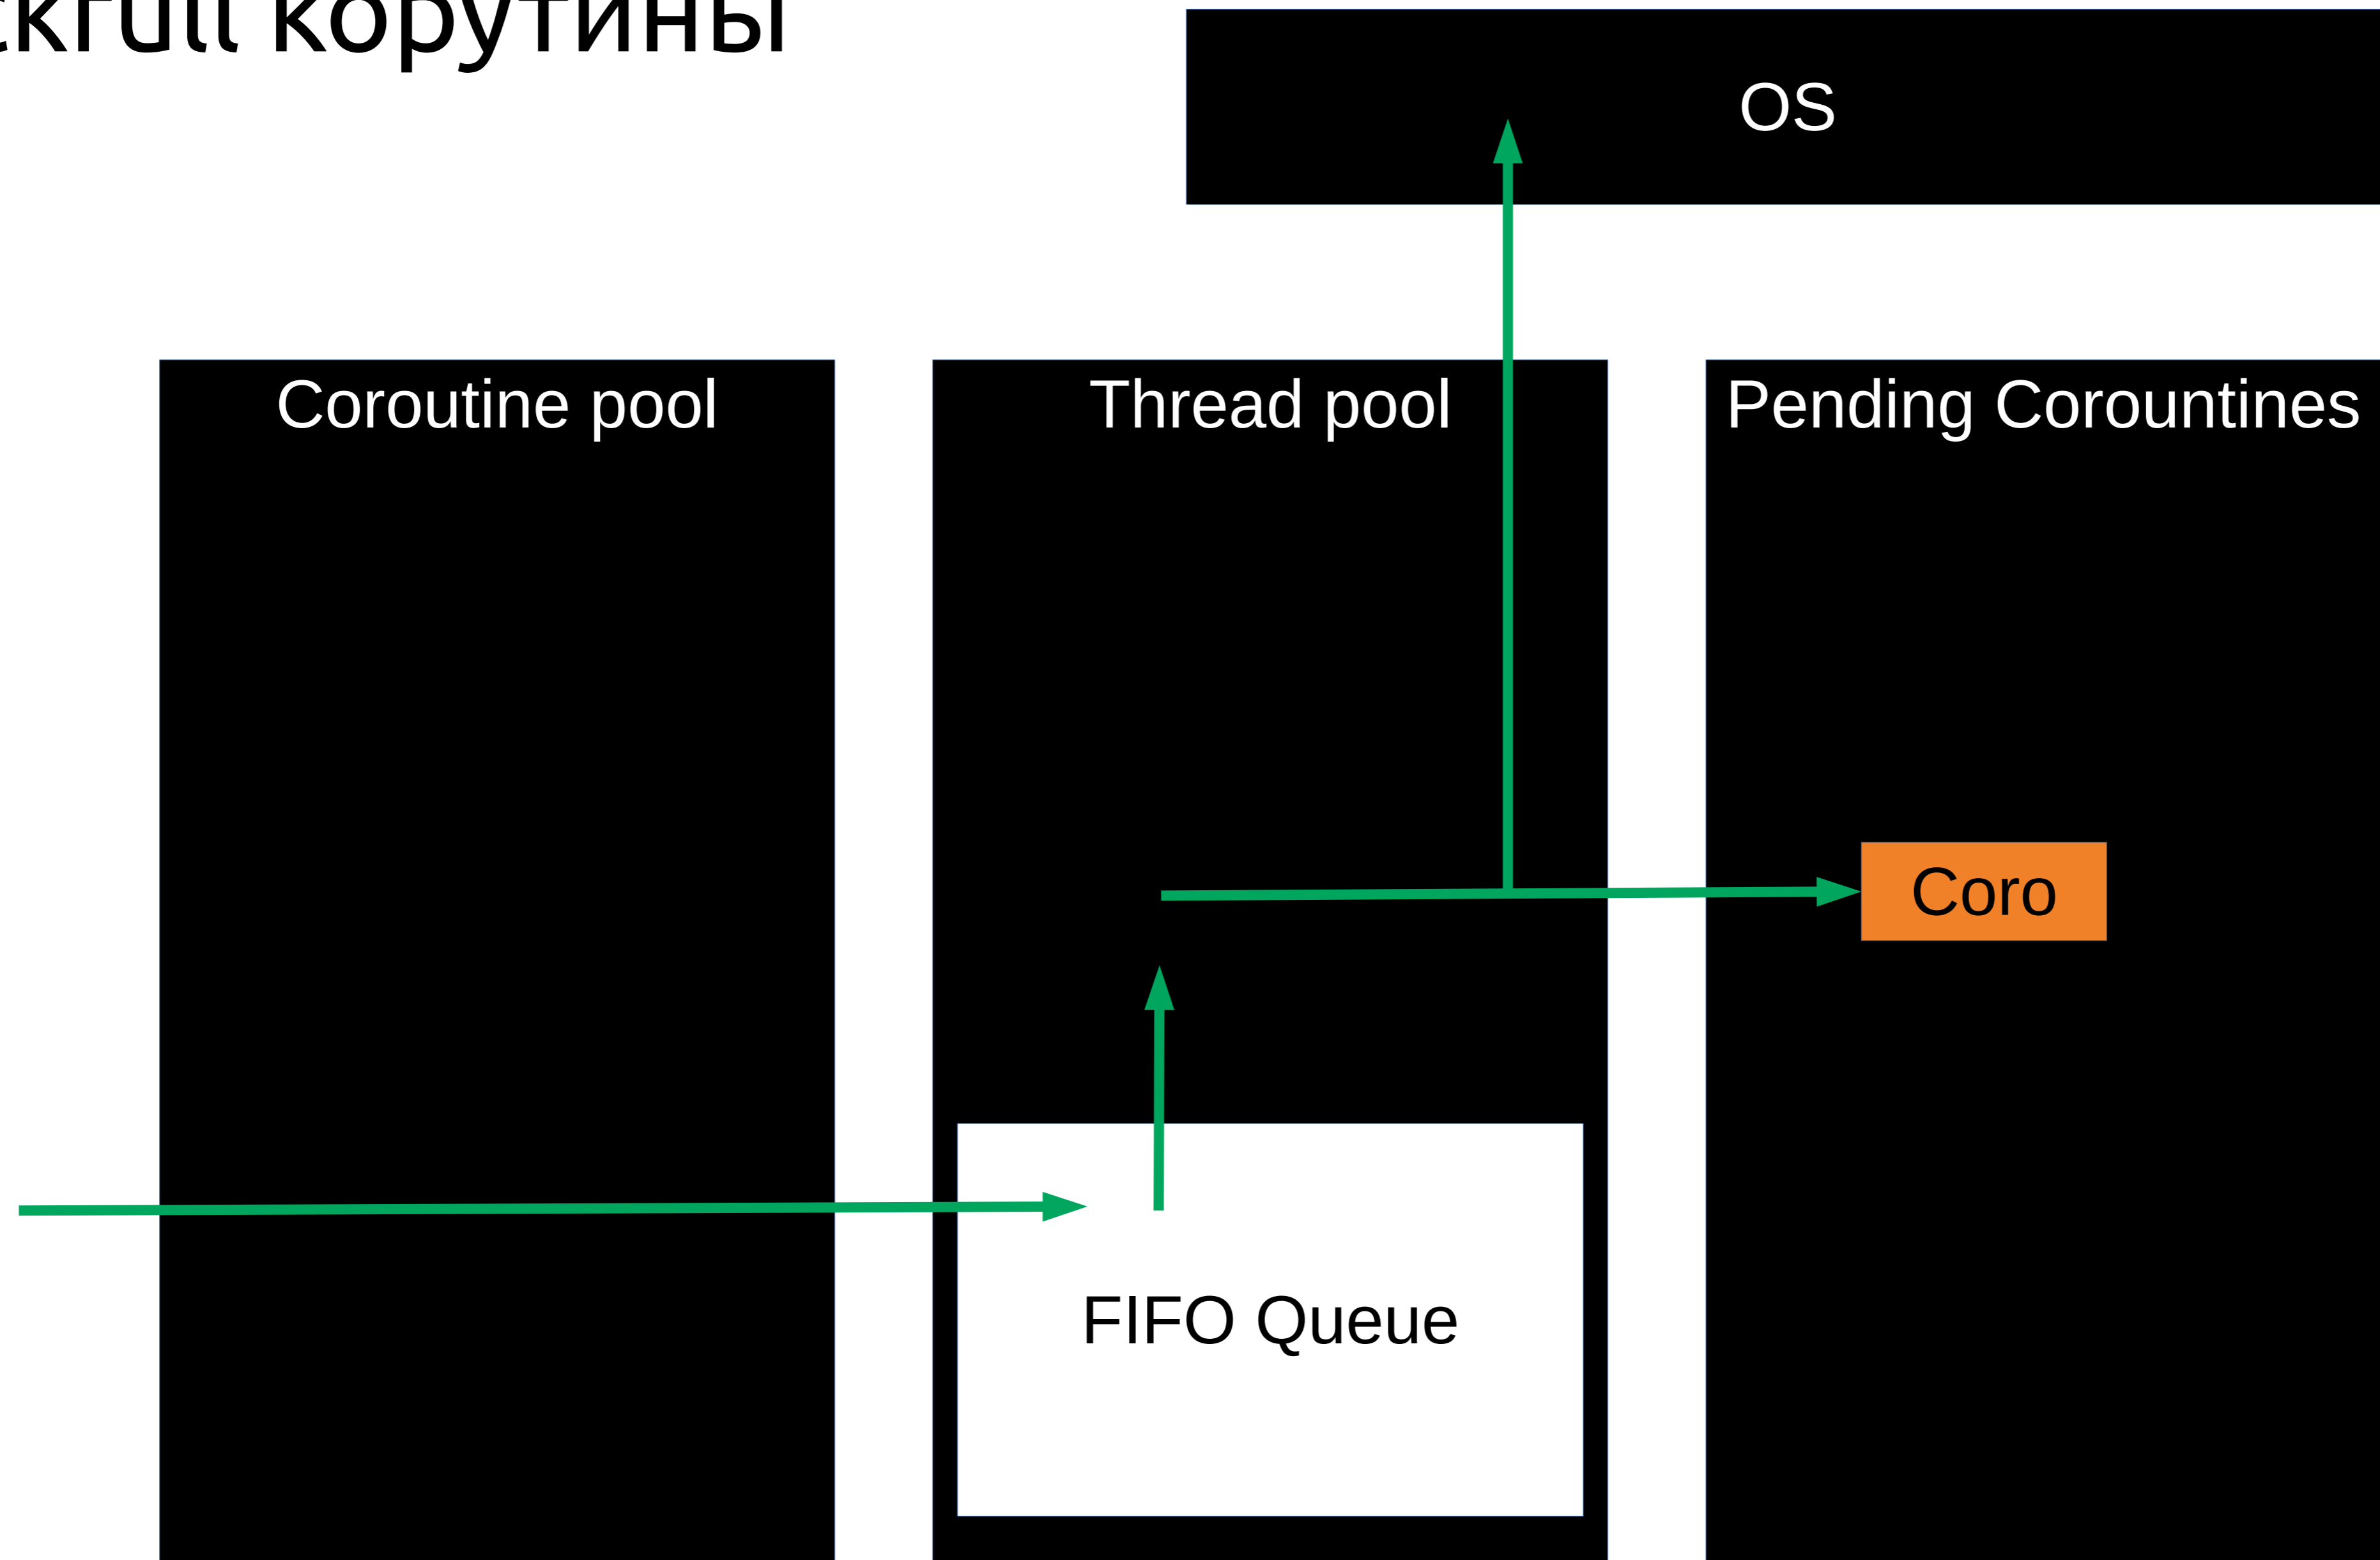 корутины
OS
Coroutine pool
Thread pool
Pending Corountines
Coro
FIFO Queue